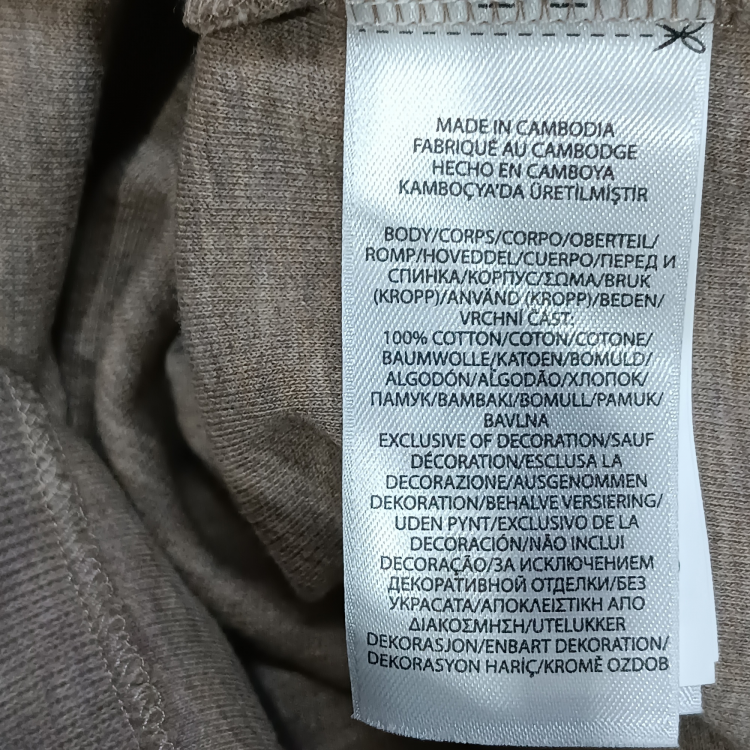 MADE IN CAMBODIA
FABRIQUÉ AU CAMBODGE
HECHO EN CAMBOYA
KAMBOÇYA'DA ÜRETİLMİŞTİR
BODY/CORPS/CORPO/OBERTEIL/
ROMP/HOVEDDEL/CUERPO/ПЕРЕД И
СПИНКА/КОРПУС/ΣΩΜΑ/BRUK
(KROPP)/ANVÄND (KROPP)/BEDEN/
VRCHNÍ ČÁST:
100% COTTON/COTON/COTONE/
BAUMWOLLE/KATOEN/BOMULD/
ALGODÓN/ALGODÃO/ХЛОПОК/
ПАМУК/ΒΑΜΒΑΚΙ/BOMULL/PAMUK/
BAVLNA
EXCLUSIVE OF DECORATION/SAUF
DÉCORATION/ESCLUSA LA
DECORAZIONE/AUSGENOMMEN
DEKORATION/BEHALVE VERSIERING/
UDEN PYNT/EXCLUSIVO DE LA
DECORACIÓN/NÃO INCLUI
DECORAÇÃO/ЗА ИСКЛЮЧЕНИЕМ
ДЕКОРАТИВНОЙ ОТДЕЛКИ/БЕЗ
УКРАСАТА/ΑΠΟΚΛΕΙΣΤΙΚΗ ΑΠΟ
ΔΙΑΚΟΣΜΗΣΗ/UTELUKKER
DEKORASJON/ENBART DEKORATION/
DEKORASYON HARİÇ/KROMĚ OZDOB